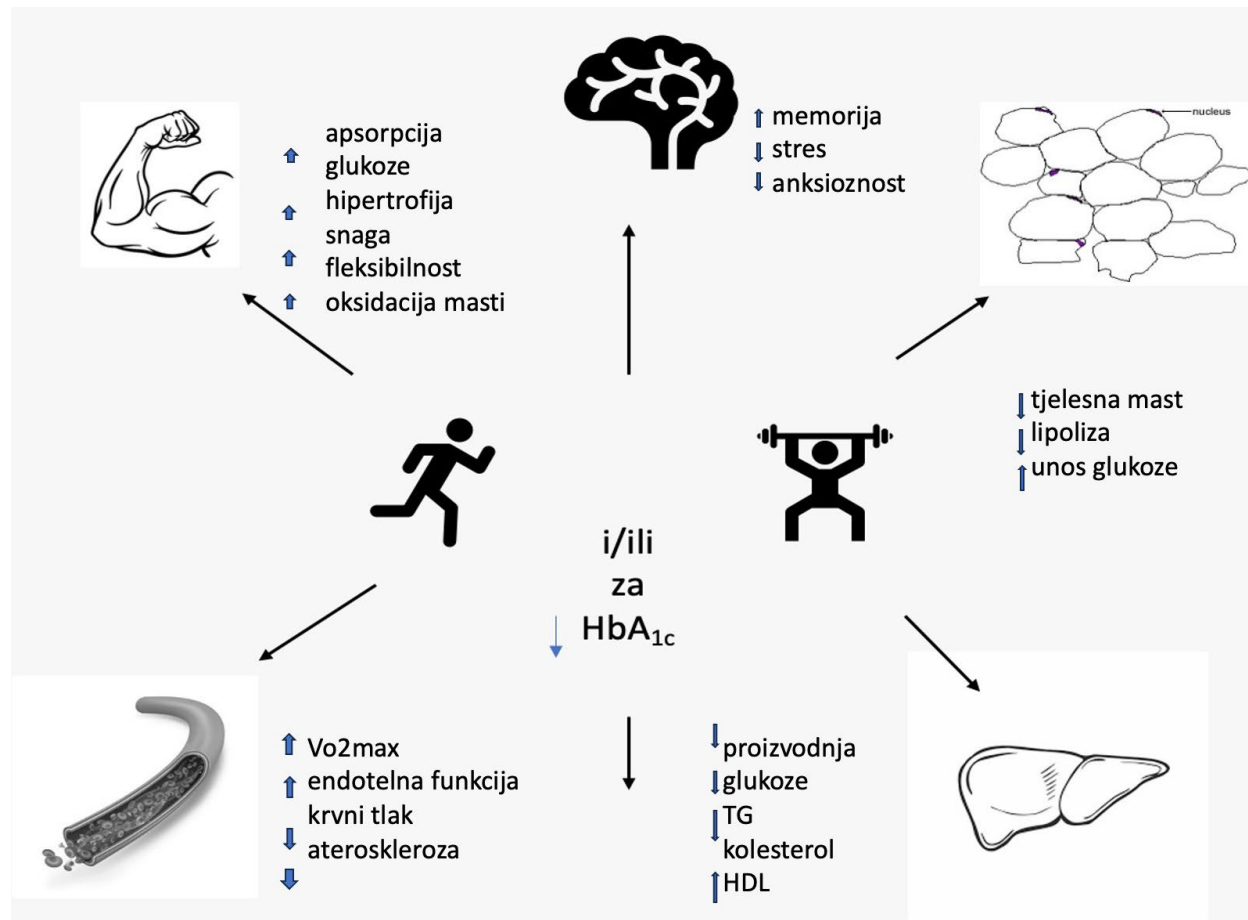 apsorpcija
glukoze
hipertrofija
snaga
fleksibilnost
oksidacija masti
memorija
stres
anksioznost
nucleus
tjelesna mast
lipoliza
unos glukoze
i/ili
za
HbA1c
Vo2max
endotelna funkcija
krvni tlak
ateroskleroza
proizvodnja
glukoze
TG
kolesterol
HDL